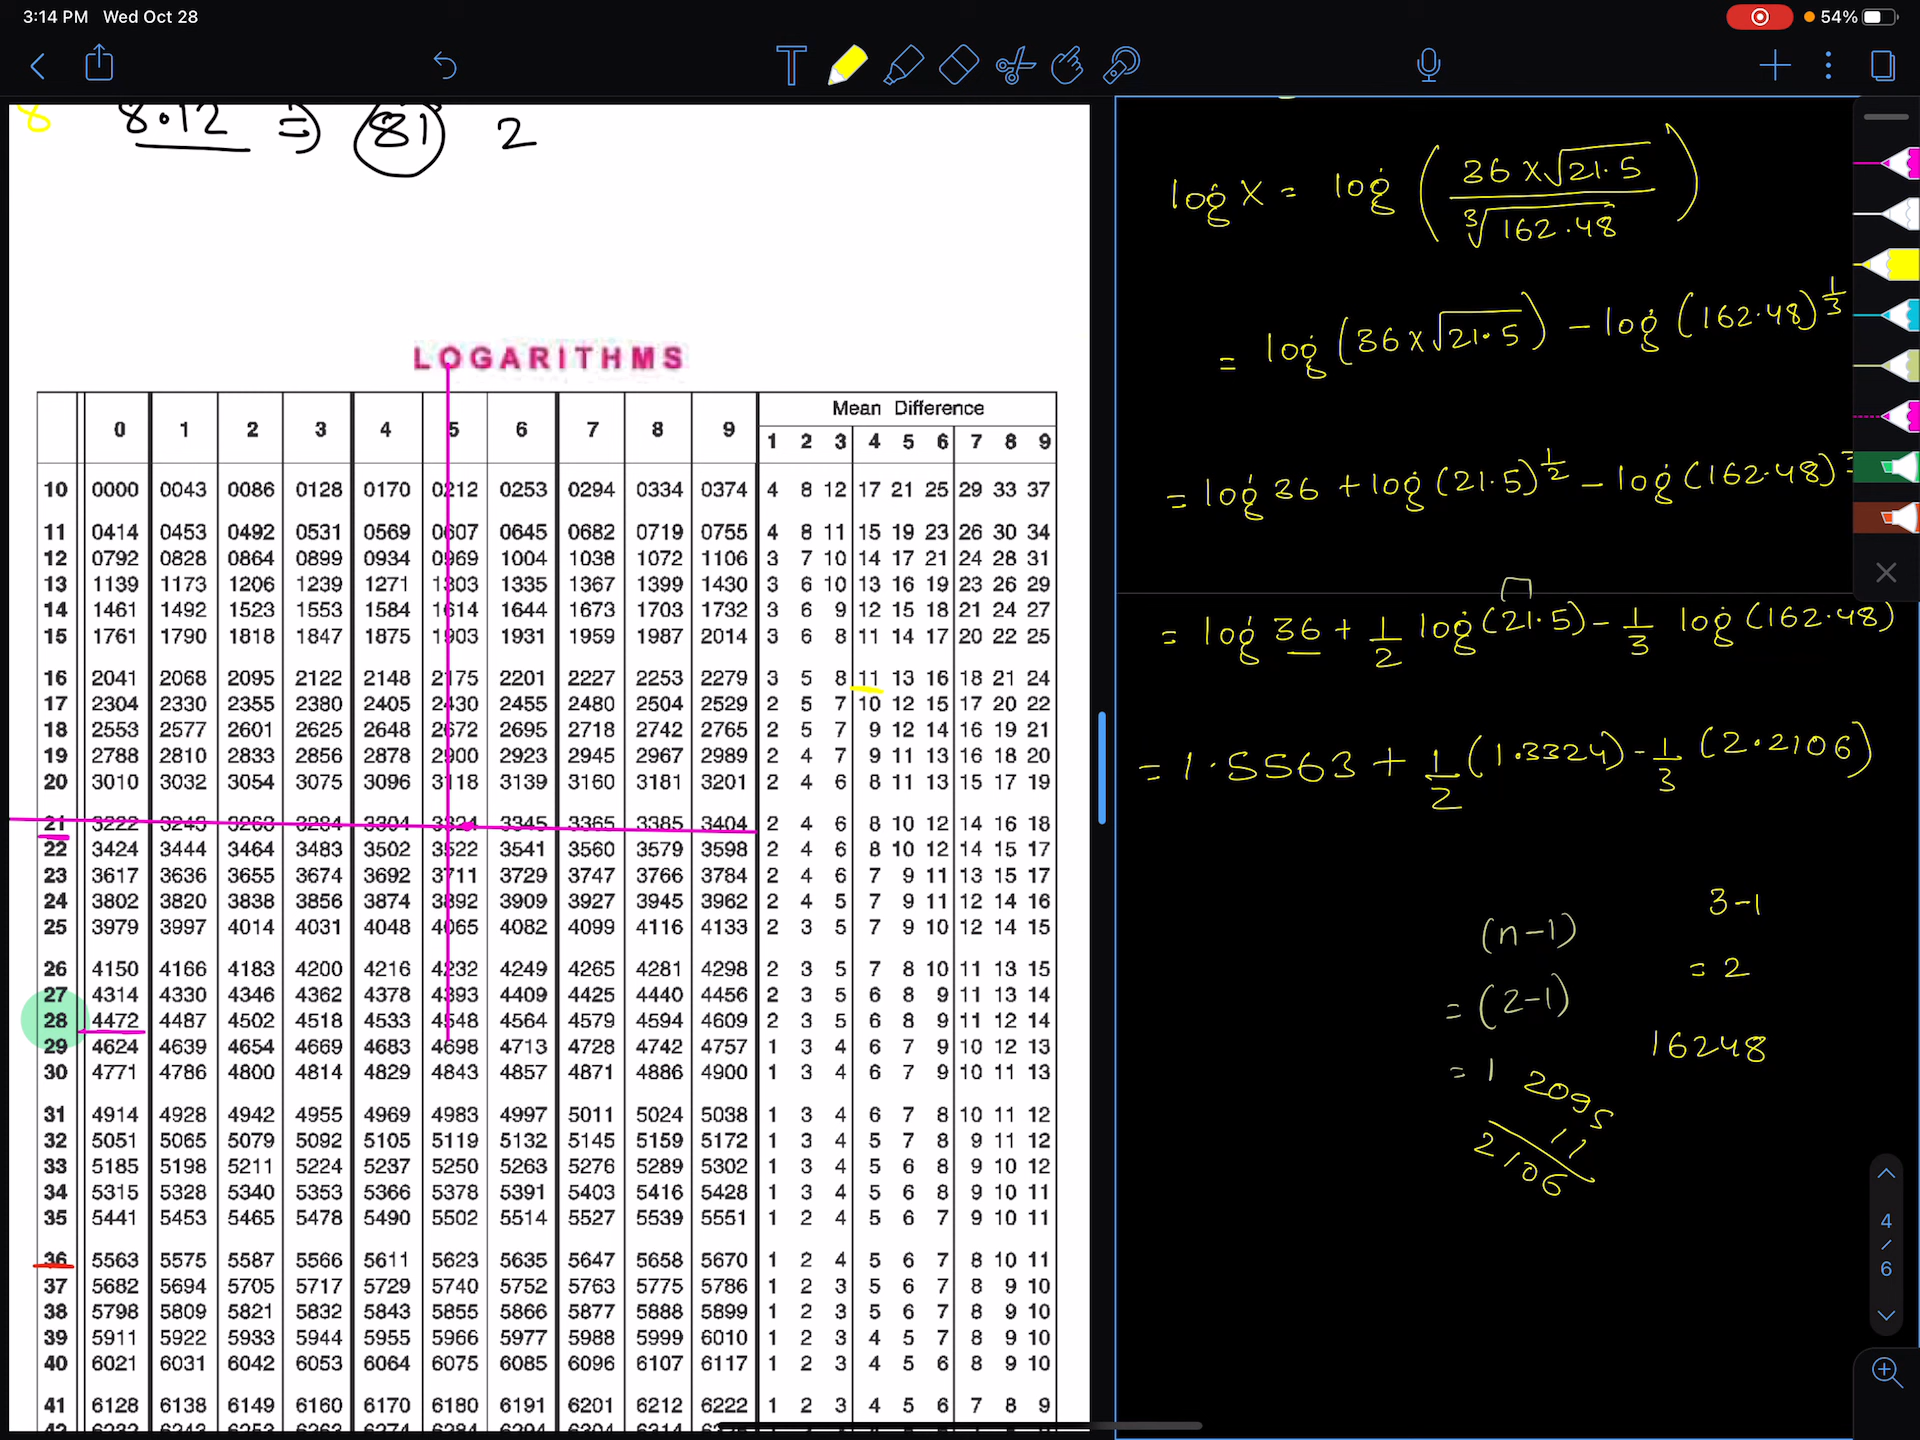 3:14 PM Wed Oct 28
54%
8 8.12 ⇒ 81 2
LOGARITHMS
Mean Difference
0 1 2 3 4 5 6 7 8 9 1 2 3 4 5 6 7 8 9
10 0000 0043 0086 0128 0170 0212 0253 0294 0334 0374 4 8 12 17 21 25 29 33 37
11 0414 0453 0492 0531 0569 0607 0645 0682 0719 0755 4 8 11 15 19 23 26 30 34
12 0792 0828 0864 0899 0934 0969 1004 1038 1072 1106 3 7 10 14 17 21 24 28 31
13 1139 1173 1206 1239 1271 1303 1335 1367 1399 1430 3 6 10 13 16 19 23 26 29
14 1461 1492 1523 1553 1584 1614 1644 1673 1703 1732 3 6 9 12 15 18 21 24 27
15 1761 1790 1818 1847 1875 1903 1931 1959 1987 2014 3 6 8 11 14 17 20 22 25
16 2041 2068 2095 2122 2148 2175 2201 2227 2253 2279 3 5 8 11 13 16 18 21 24
17 2304 2330 2355 2380 2405 2430 2455 2480 2504 2529 2 5 7 10 12 15 17 20 22
18 2553 2577 2601 2625 2648 2672 2695 2718 2742 2765 2 5 7 9 12 14 16 19 21
19 2788 2810 2833 2856 2878 2900 2923 2945 2967 2989 2 4 7 9 11 13 16 18 20
20 3010 3032 3054 3075 3096 3118 3139 3160 3181 3201 2 4 6 8 11 13 15 17 19
21 3222 3243 3263 3284 3304 3324 3345 3365 3385 3404 2 4 6 8 10 12 14 16 18
22 3424 3444 3464 3483 3502 3522 3541 3560 3579 3598 2 4 6 8 10 12 14 15 17
23 3617 3636 3655 3674 3692 3711 3729 3747 3766 3784 2 4 6 7 9 11 13 15 17
24 3802 3820 3838 3856 3874 3892 3909 3927 3945 3962 2 4 5 7 9 11 12 14 16
25 3979 3997 4014 4031 4048 4065 4082 4099 4116 4133 2 3 5 7 9 10 12 14 15
26 4150 4166 4183 4200 4216 4232 4249 4265 4281 4298 2 3 5 7 8 10 11 13 15
27 4314 4330 4346 4362 4378 4393 4409 4425 4440 4456 2 3 5 6 8 9 11 13 14
28 4472 4487 4502 4518 4533 4548 4564 4579 4594 4609 2 3 5 6 8 9 11 12 14
29 4624 4639 4654 4669 4683 4698 4713 4728 4742 4757 1 3 4 6 7 9 10 12 13
30 4771 4786 4800 4814 4829 4843 4857 4871 4886 4900 1 3 4 6 7 9 10 11 13
31 4914 4928 4942 4955 4969 4983 4997 5011 5024 5038 1 3 4 6 7 8 10 11 12
32 5051 5065 5079 5092 5105 5119 5132 5145 5159 5172 1 3 4 5 7 8 9 11 12
33 5185 5198 5211 5224 5237 5250 5263 5276 5289 5302 1 3 4 5 6 8 9 10 12
34 5315 5328 5340 5353 5366 5378 5391 5403 5416 5428 1 3 4 5 6 8 9 10 11
35 5441 5453 5465 5478 5490 5502 5514 5527 5539 5551 1 2 4 5 6 7 9 10 11
36 5563 5575 5587 5566 5611 5623 5635 5647 5658 5670 1 2 4 5 6 7 8 10 11
37 5682 5694 5705 5717 5729 5740 5752 5763 5775 5786 1 2 3 5 6 7 8 9 10
38 5798 5809 5821 5832 5843 5855 5866 5877 5888 5899 1 2 3 5 6 7 8 9 10
39 5911 5922 5933 5944 5955 5966 5977 5988 5999 6010 1 2 3 4 5 7 8 9 10
40 6021 6031 6042 6053 6064 6075 6085 6096 6107 6117 1 2 3 4 5 6 8 9 10
41 6128 6138 6149 6160 6170 6180 6191 6201 6212 6222 1 2 3 4 5 6 7 8 9
log X = log ( 36 × √21.5 / ³√162.48 )
= log (36 × √21.5) − log (162.48)^1/3
= log 36 + log (21.5)^1/2 − log (162.48)
= log 36 + 1/2 log (21.5) − 1/3 log (162.48)
= 1.5563 + 1/2 (1.3324) − 1/3 (2.2106)
(n−1)
= (2−1)
= 1
3−1
= 2
16248
2095
11
2106
4
/
6